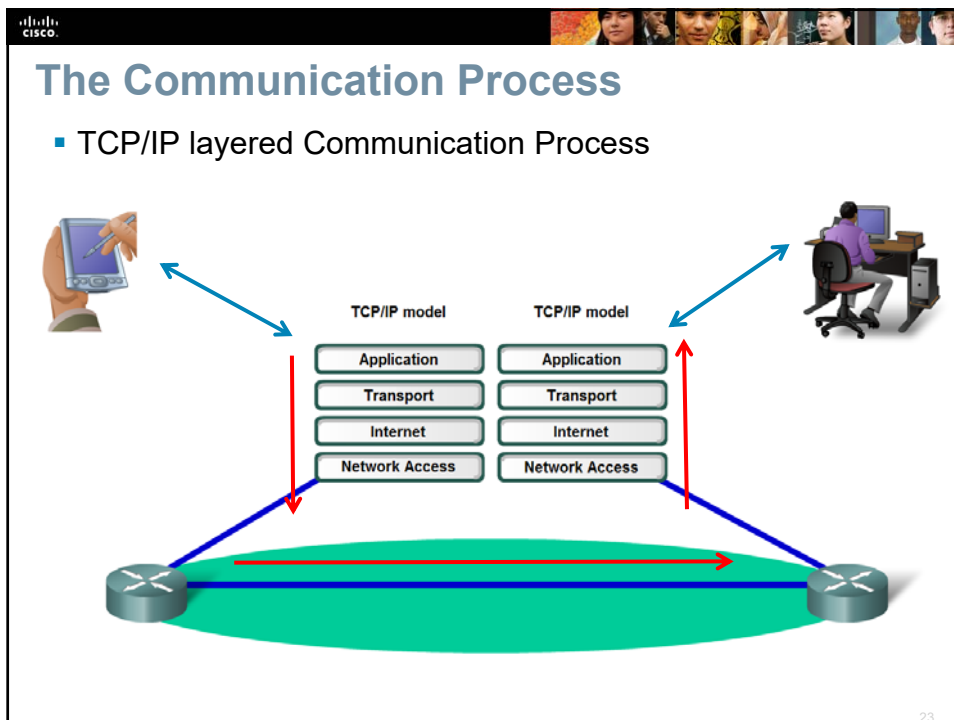 CISCO.
The Communication Process
TCP/IP layered Communication Process
TCP/IP model TCP/IP model
Application Application
Transport Transport
Internet Internet
Network Access Network Access
23